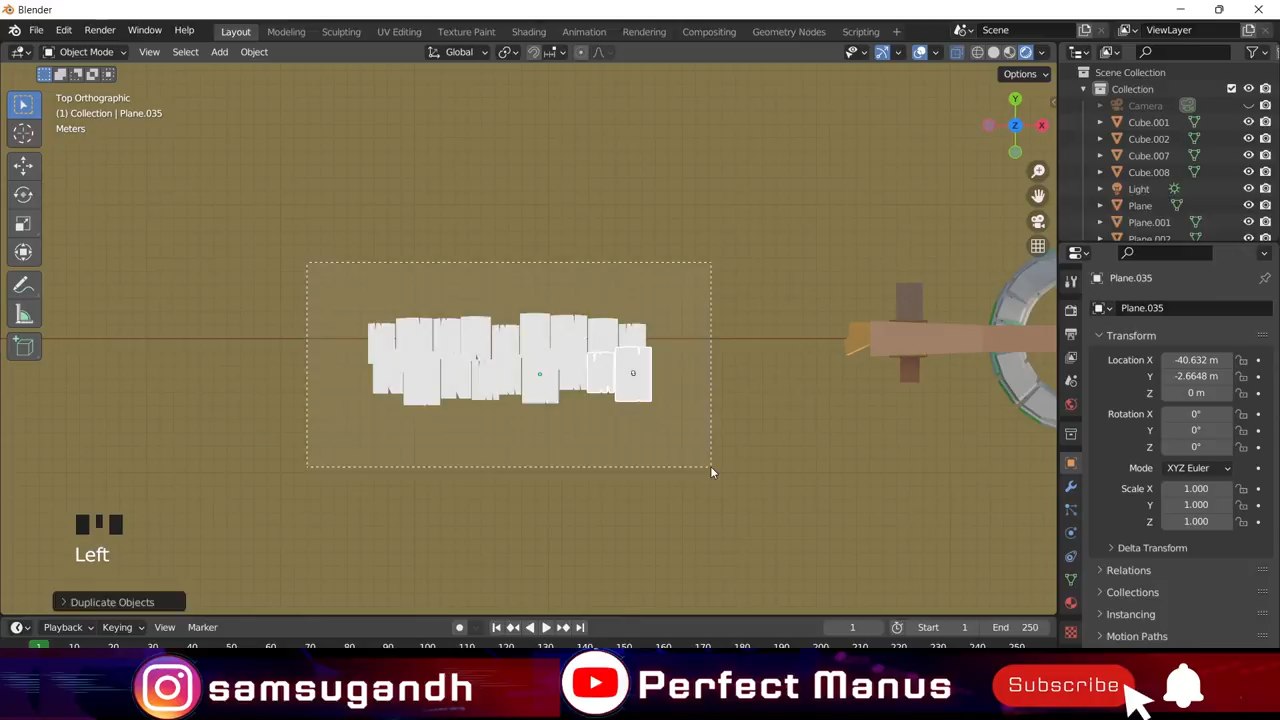 Blender
File Edit Render Window Help
Layout Modeling Sculpting UV Editing Texture Paint Shading Animation Rendering Compositing Geometry Nodes Scripting +
Scene
ViewLayer
Object Mode View Select Add Object
Global
Options
Top Orthographic
(1) Collection | Plane.035
Meters
Y
Z
X
Scene Collection
Collection
Camera
Cube.001
Cube.002
Cube.007
Cube.008
Light
Plane
Plane.001
Plane.002
Plane.035
Plane.035
Transform
Location X -40.632 m
Y -2.6648 m
Z 0 m
Rotation X 0°
Y 0°
Z 0°
Mode XYZ Euler
Scale X 1.000
Y 1.000
Z 1.000
Delta Transform
Relations
Collections
Instancing
Motion Paths
Left
Duplicate Objects
Playback Keying View Marker
1 Start 1 End 250
1
samsugandh
Perfect Manus
Subscribe